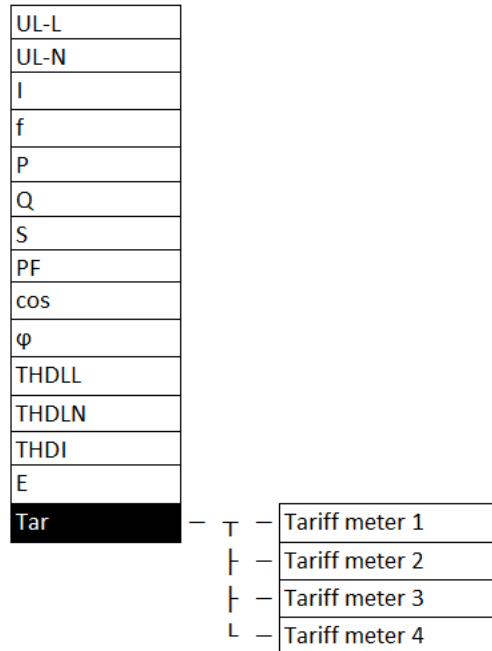 UL-L
UL-N
I
f
P
Q
S
PF
cos
φ
THDLL
THDLN
THDI
E
Tar
Tariff meter 1
Tariff meter 2
Tariff meter 3
Tariff meter 4